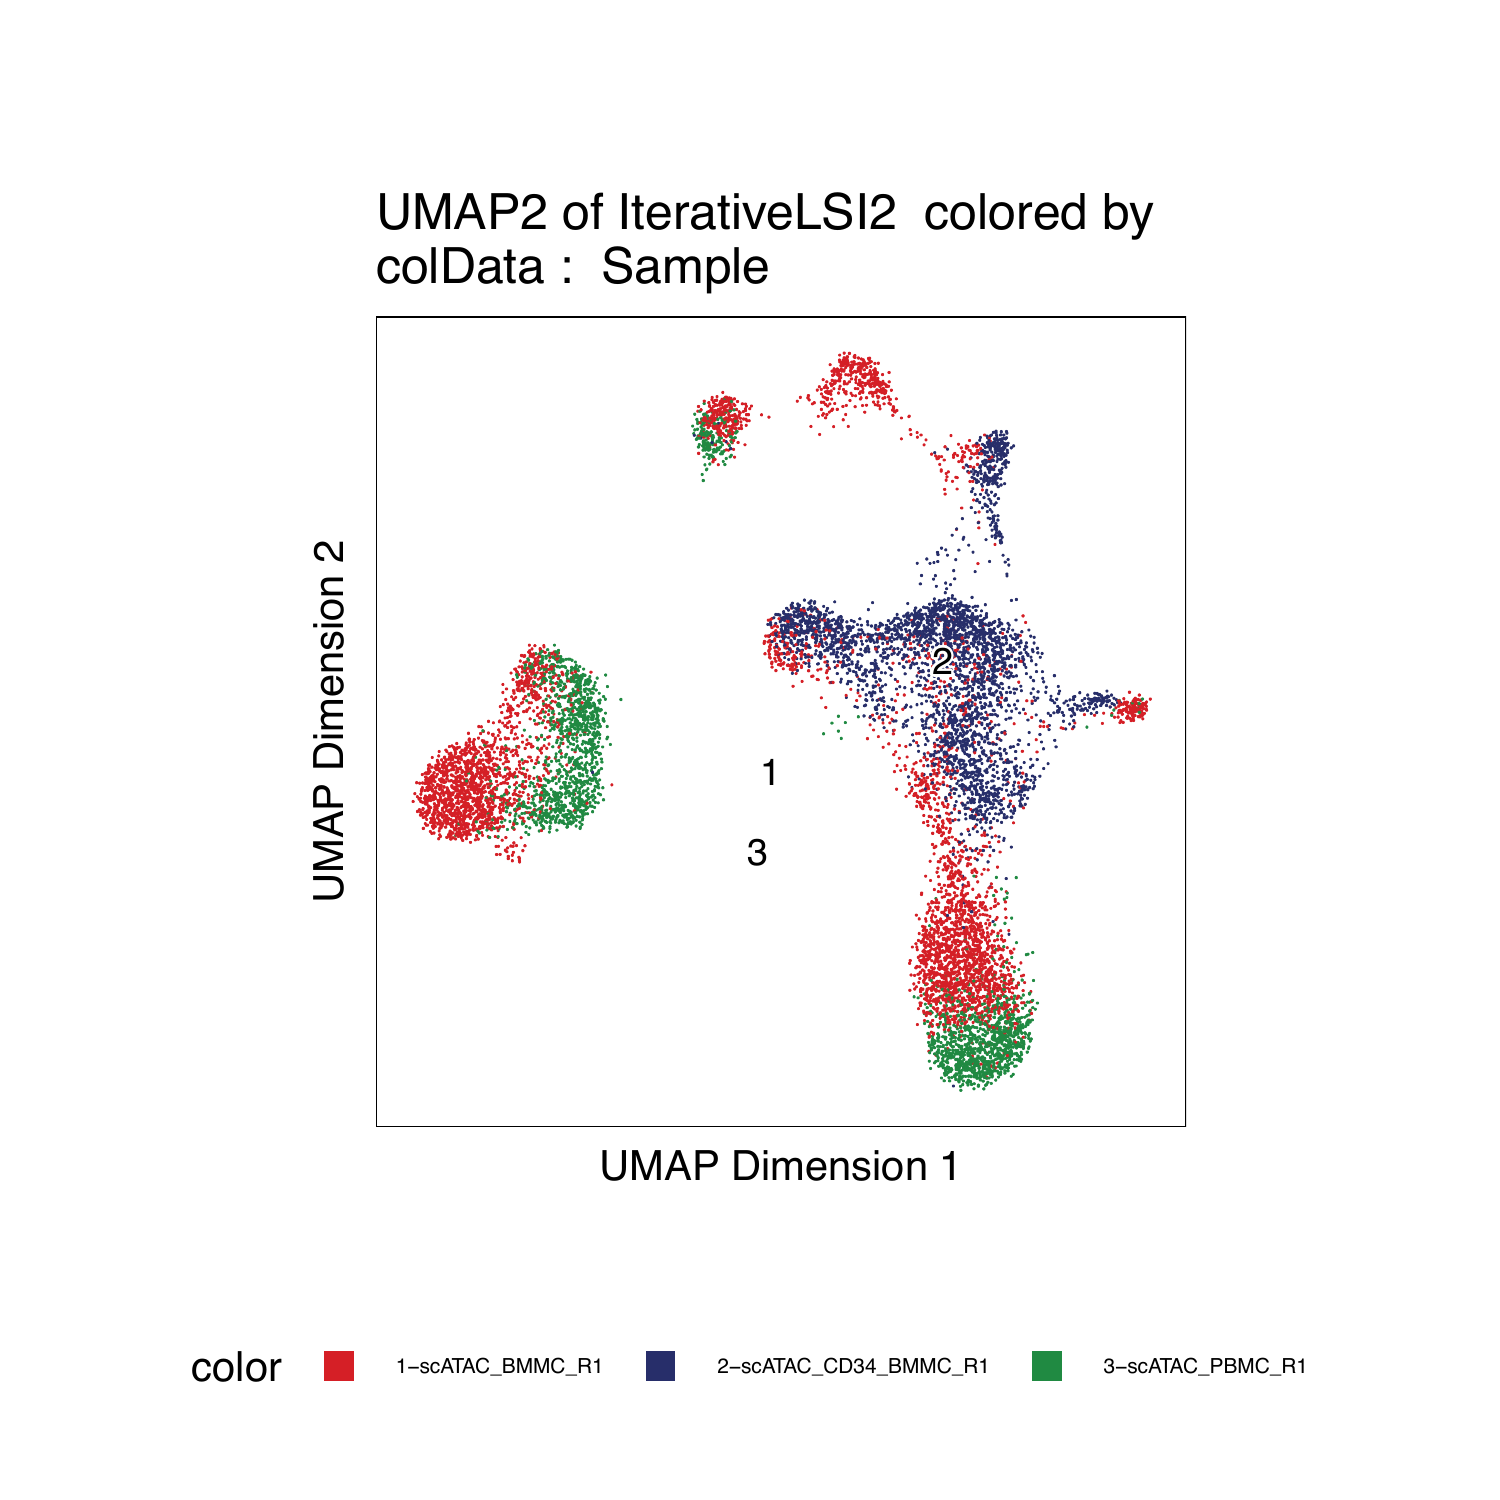 UMAP2 of IterativeLSI2  colored by
colData :  Sample
2
1
3
UMAP Dimension 2
UMAP Dimension 1
color 1−scATAC_BMMC_R1 2−scATAC_CD34_BMMC_R1 3−scATAC_PBMC_R1